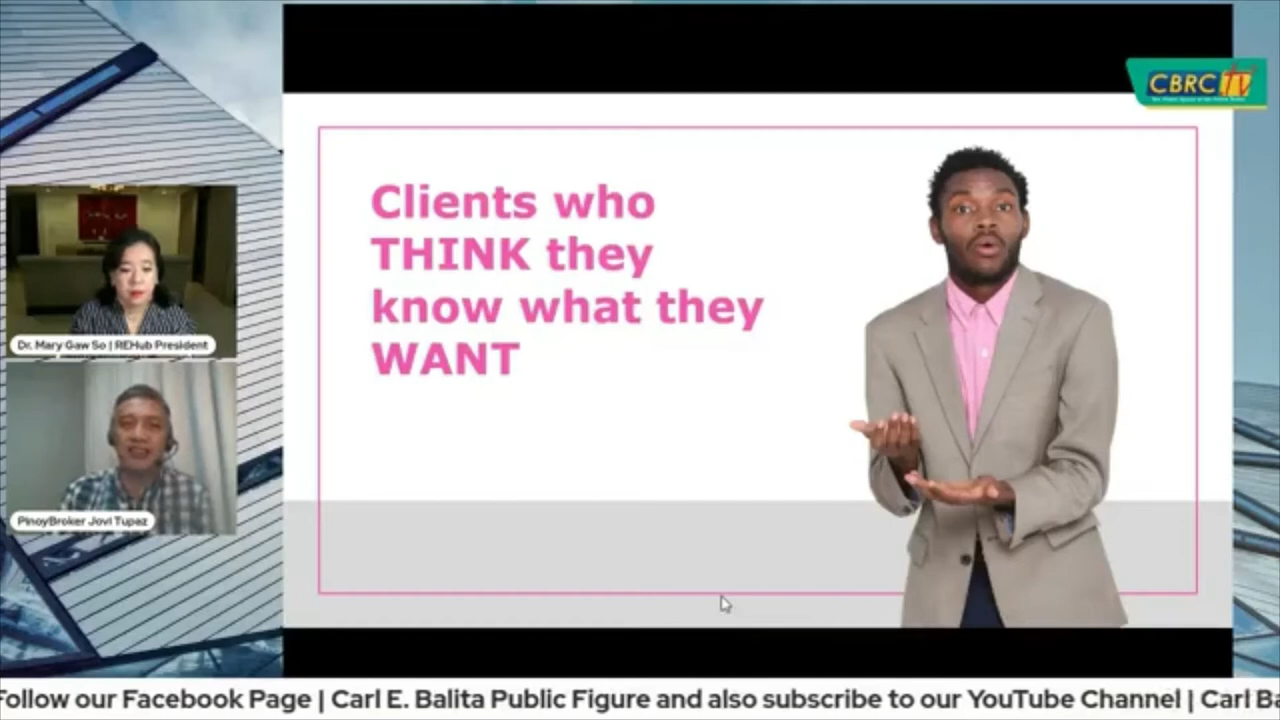 CBRC TV
Clients who
THINK they
know what they
WANT
Dr. Mary Gaw So | REHub President
PinoyBroker Jovi Tupaz
Follow our Facebook Page | Carl E. Balita Public Figure and also subscribe to our YouTube Channel | Carl Ba